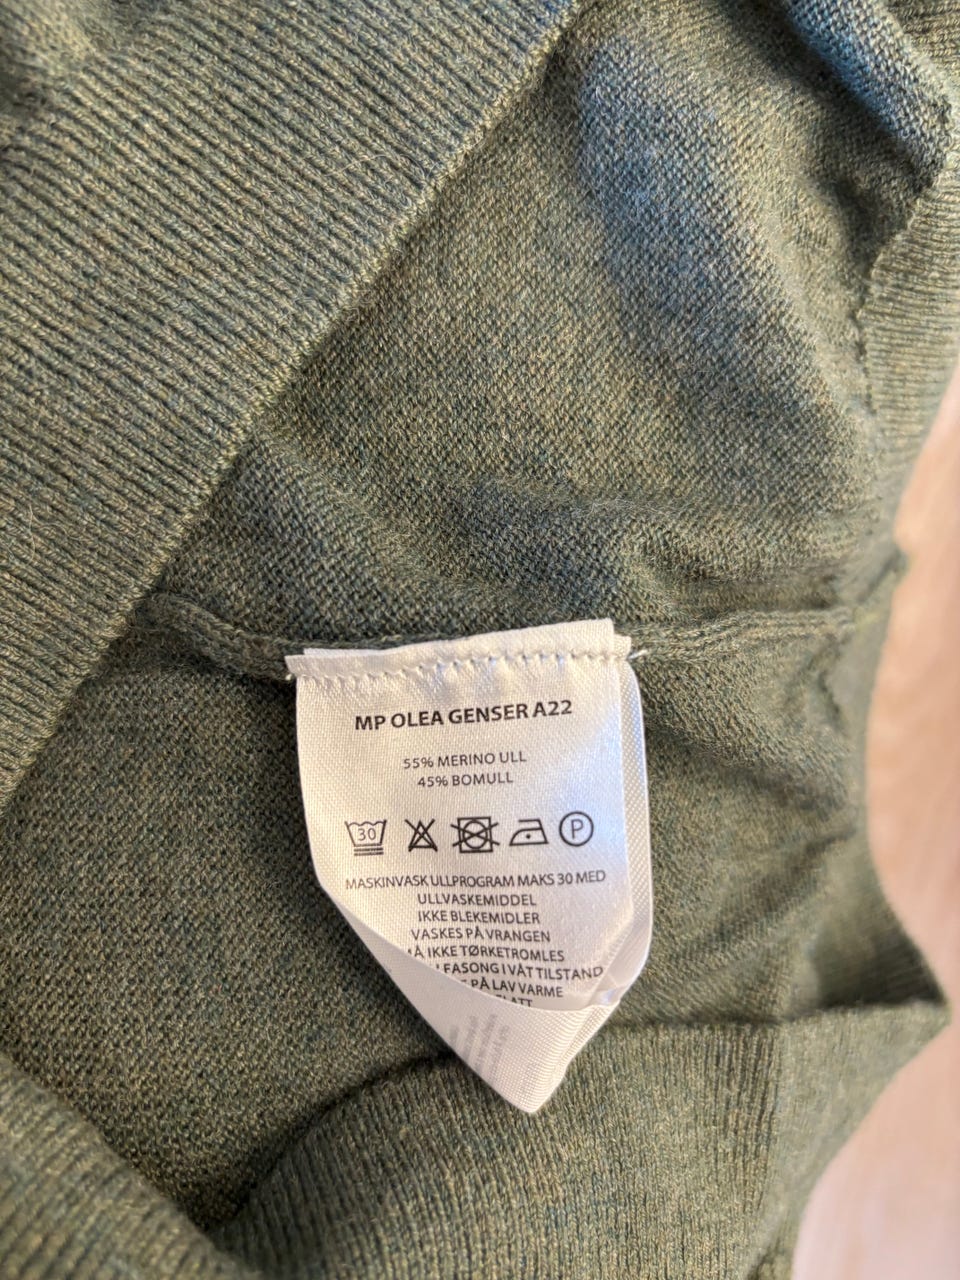 MP OLEA GENSER A22
55% MERINO ULL
45% BOMULL
30
P
MASKINVASK ULLPROGRAM MAKS 30 MED
ULLVASKEMIDDEL
IKKE BLEKEMIDLER
VASKES PÅ VRANGEN
IKKE TØRKETROMLES
FASONG I VÅT TILSTAND
PÅ LAV VARME